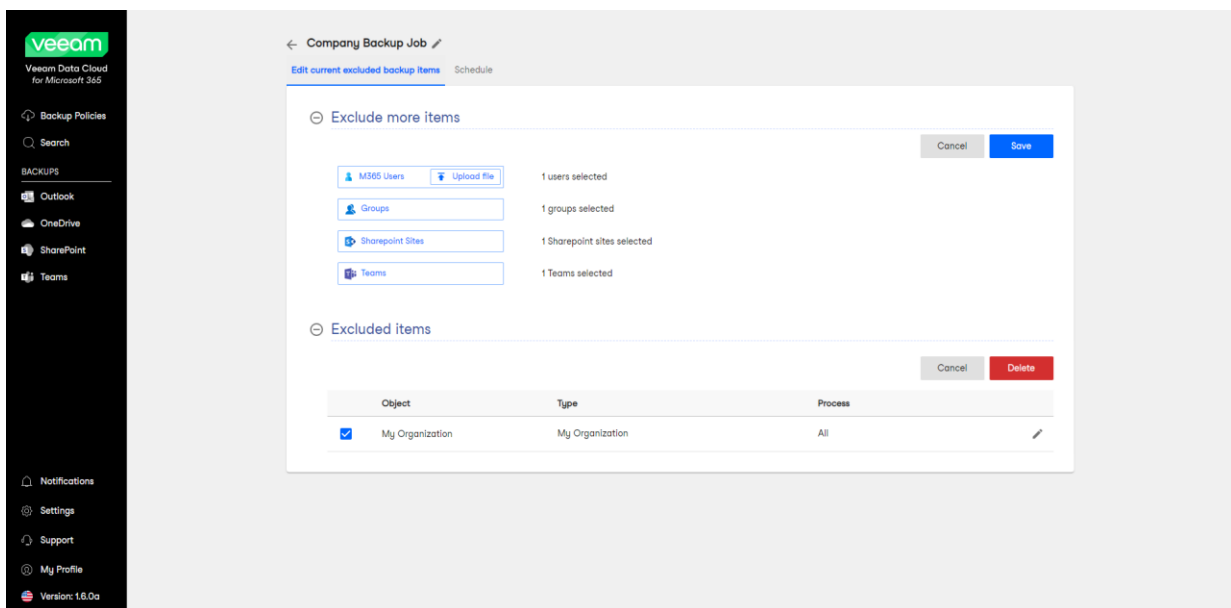 veeam
Veeam Data Cloud
for Microsoft 365
Backup Policies
Search
BACKUPS
Outlook
OneDrive
SharePoint
Teams
Notifications
Settings
Support
My Profile
Version: 1.6.0a
Company Backup Job
Edit current excluded backup items Schedule
Exclude more items
Cancel Save
M365 Users Upload file 1 users selected
Groups 1 groups selected
Sharepoint Sites 1 Sharepoint sites selected
Teams 1 Teams selected
Excluded items
Cancel Delete
Object Type Process
My Organization My Organization All